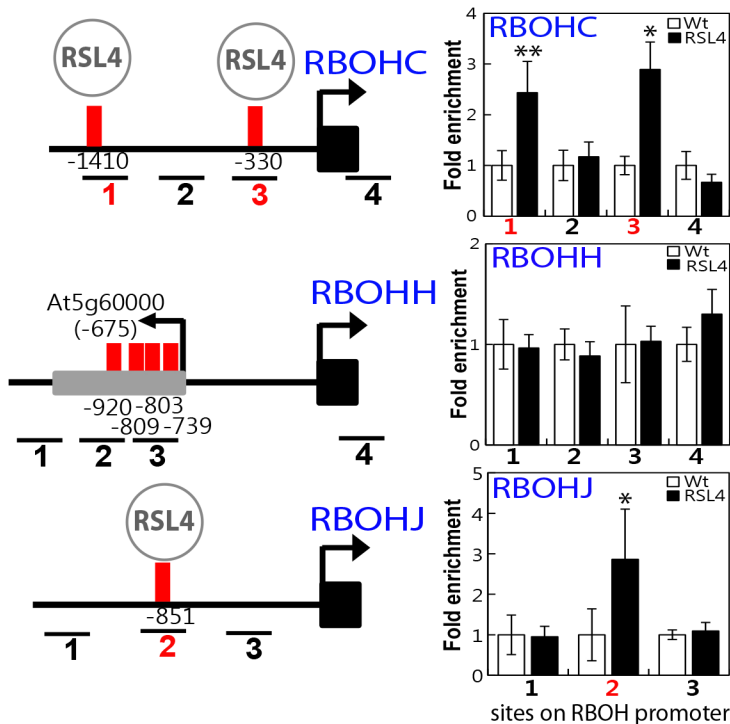 RSL4
RSL4
RBOHC
-1410
-330
1
2
3
4
RBOHC
Wt
RSL4
**
*
Fold enrichment
4
3
2
1
0
1
2
3
4
At5g60000
(-675)
RBOHH
-920
-803
-809
-739
1
2
3
4
RBOHH
Wt
RSL4
Fold enrichment
2
1
0
1
2
3
4
RSL4
RBOHJ
-851
1
2
3
RBOHJ
Wt
RSL4
*
Fold enrichment
5
4
3
2
1
0
1
2
3
sites on RBOH promoter